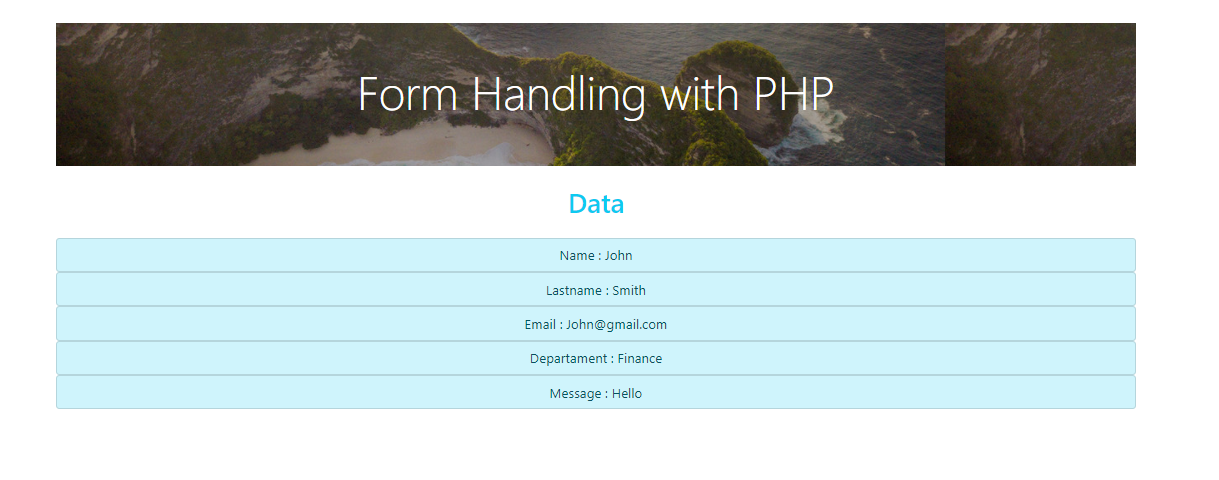 Form Handling with PHP
Data
Name : John
Lastname : Smith
Email : John@gmail.com
Departament : Finance
Message : Hello